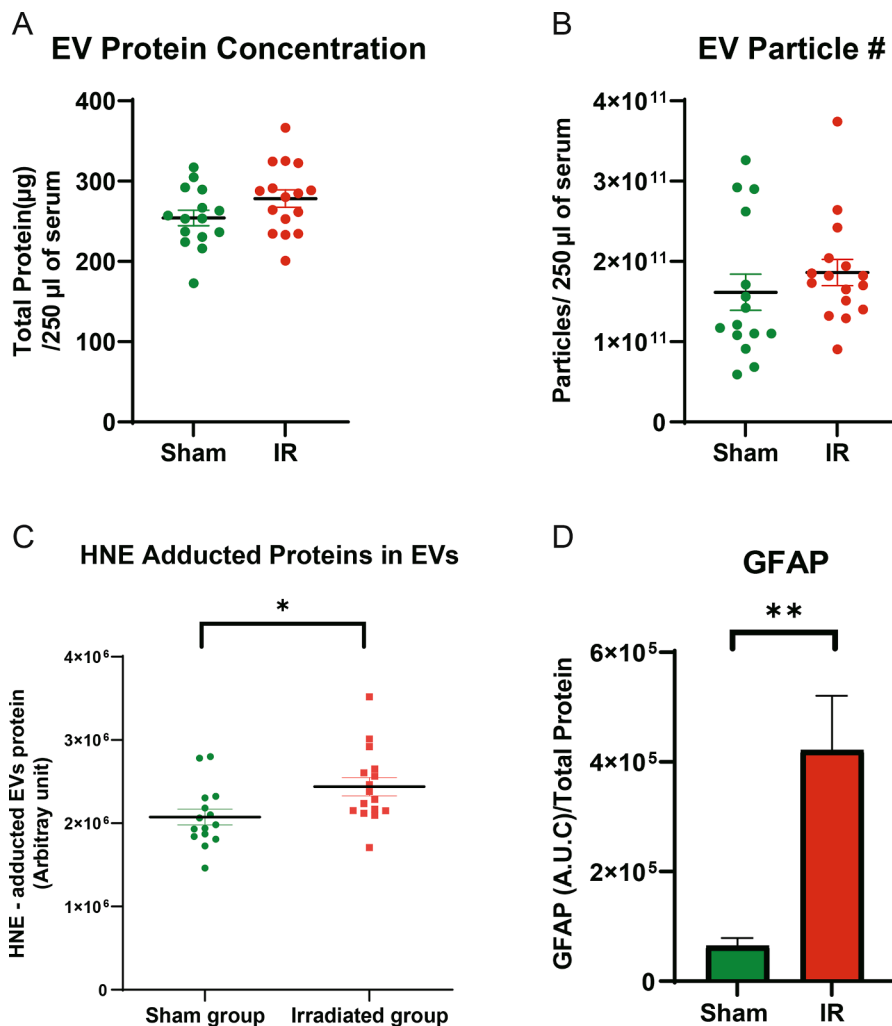 A
EV Protein Concentration
Total Protein(µg)
/250 µl of serum
400
300
200
100
0
Sham
IR
B
EV Particle #
Particles/ 250 µl of serum
4×10¹¹
3×10¹¹
2×10¹¹
1×10¹¹
0
Sham
IR
C
HNE Adducted Proteins in EVs
*
HNE - adducted EVs protein
(Arbitray unit)
4×10⁶
3×10⁶
2×10⁶
1×10⁶
0
Sham group
Irradiated group
D
GFAP
**
GFAP (A.U.C)/Total Protein
6×10⁵
4×10⁵
2×10⁵
0
Sham
IR